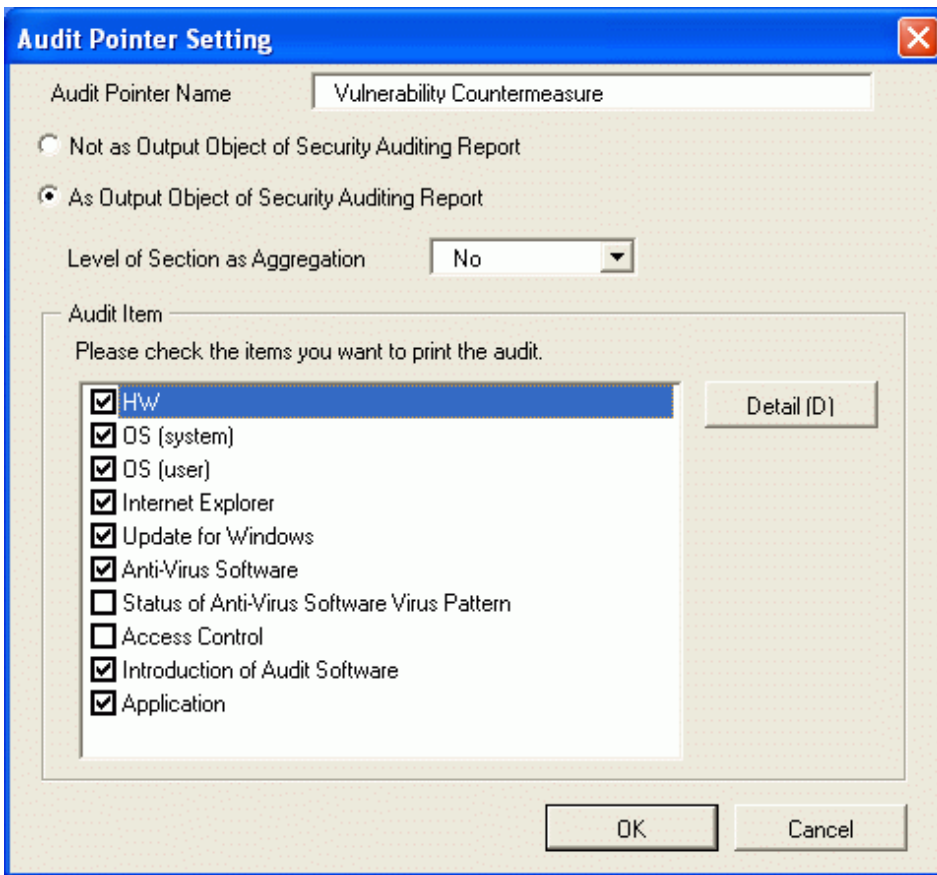 Audit Pointer Setting
Audit Pointer Name Vulnerability Countermeasure
Not as Output Object of Security Auditing Report
As Output Object of Security Auditing Report
Level of Section as Aggregation No
Audit Item
Please check the items you want to print the audit.
HW
Detail (D)
OS (system)
OS (user)
Internet Explorer
Update for Windows
Anti-Virus Software
Status of Anti-Virus Software Virus Pattern
Access Control
Introduction of Audit Software
Application
OK Cancel